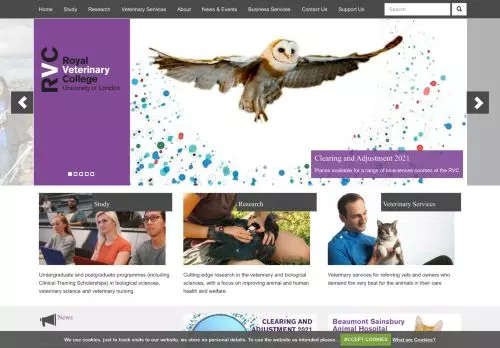 Home Study Research Veterinary Services About News & Events Business Services Contact Us Support Us Search
RVC
Royal
Veterinary
College
University of London
Clearing and Adjustment 2021
Places available for a range of biosciences courses at the RVC
Study
Research
Veterinary Services
Undergraduate and postgraduate programmes (including
Clinical Training Scholarships) in biological sciences,
veterinary science and veterinary nursing
Cutting-edge research in the veterinary and biological
sciences, with a focus on improving animal and human
health and welfare
Veterinary services for referring vets and owners who
demand the very best for the animals in their care
News
CLEARING AND
ADJUSTMENT 2021
Beaumont Sainsbury
Animal Hospital
We use cookies, just to track visits to our website, we store no personal details. To use the website as intended please... ACCEPT COOKIES What are Cookies?